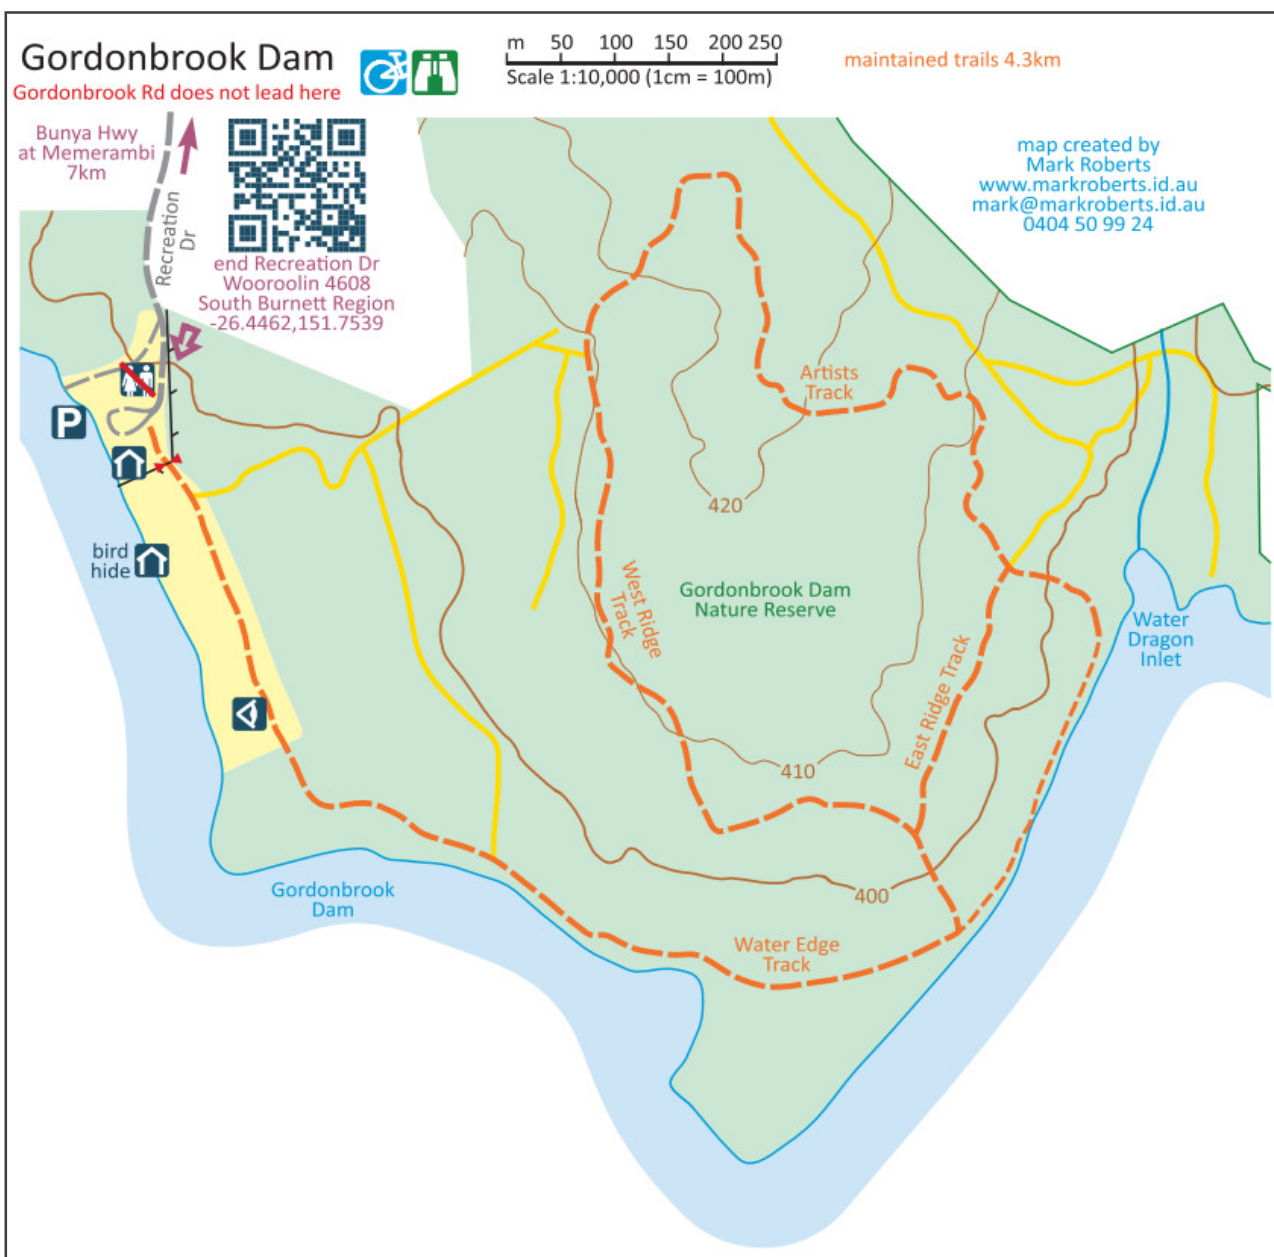 Gordonbrook Dam
Gordonbrook Rd does not lead here
m 50 100 150 200 250
Scale 1:10,000 (1cm = 100m)
maintained trails 4.3km
Bunya Hwy
at Memerambi
7km
Recreation
Dr
end Recreation Dr
Wooroolin 4608
South Burnett Region
-26.4462,151.7539
map created by
Mark Roberts
www.markroberts.id.au
mark@markroberts.id.au
0404 50 99 24
P
bird
hide
Artists
Track
420
West Ridge
Track
Gordonbrook Dam
Nature Reserve
Water
Dragon
Inlet
East Ridge Track
410
400
Gordonbrook
Dam
Water Edge
Track